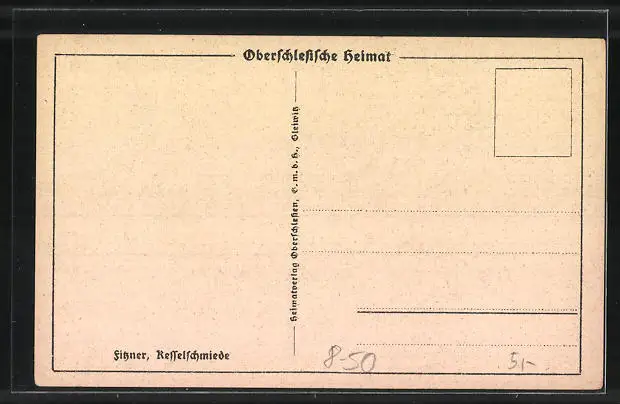 Oberschlesische Heimat
Heimatverlag Oberschlesien, G. m. b. H., Gleiwitz
Fitzner, Kesselschmiede
8-50
5,-